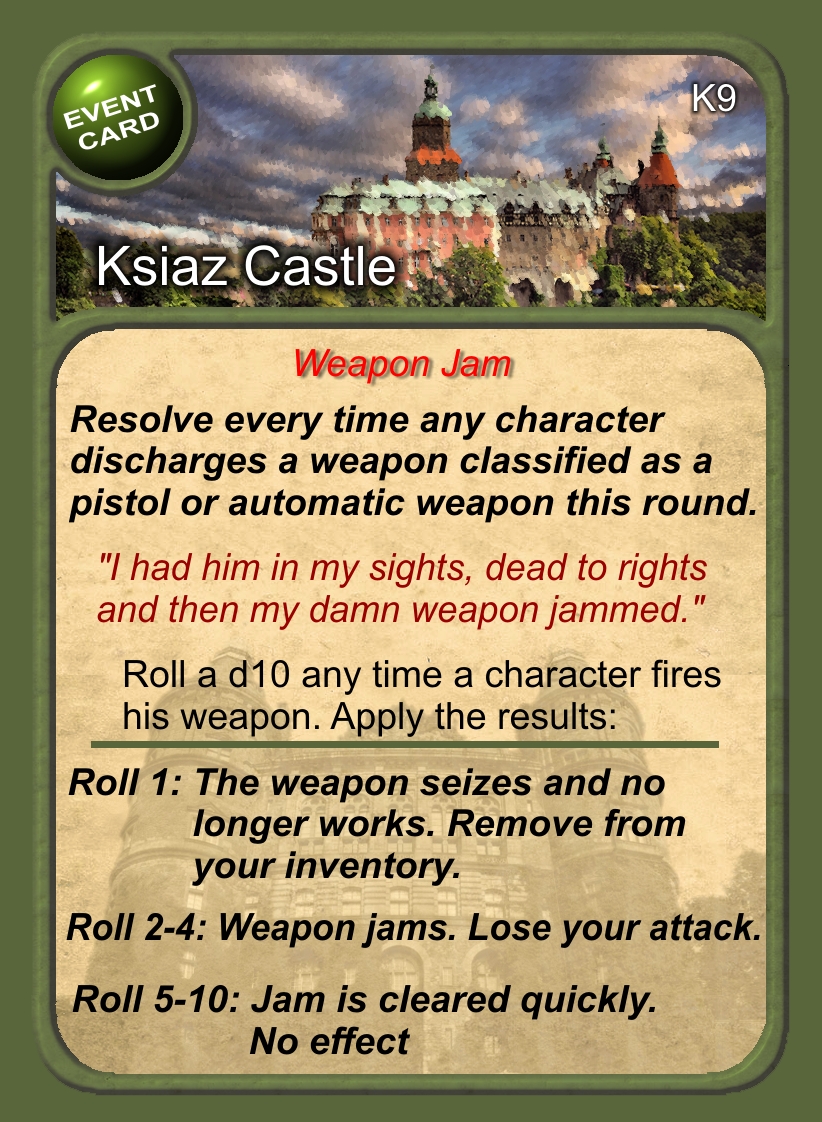 EVENT
CARD
K9
Ksiaz Castle
Weapon Jam
Resolve every time any character
discharges a weapon classified as a
pistol or automatic weapon this round.
"I had him in my sights, dead to rights
and then my damn weapon jammed."
Roll a d10 any time a character fires
his weapon. Apply the results:
Roll 1: The weapon seizes and no
longer works. Remove from
your inventory.
Roll 2-4: Weapon jams. Lose your attack.
Roll 5-10: Jam is cleared quickly.
No effect